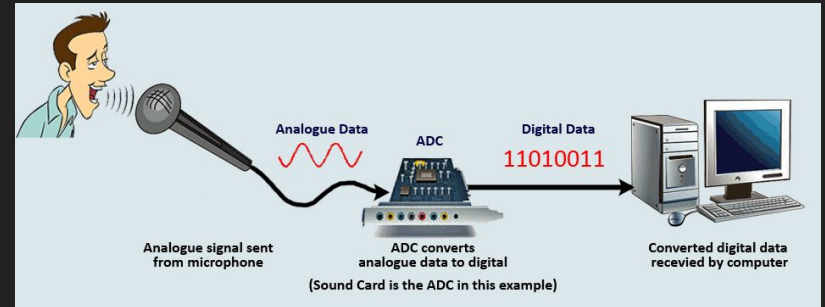 Analogue Data
ADC
Digital Data
11010011
Analogue signal sent
from microphone
ADC converts
analogue data to digital
(Sound Card is the ADC in this example)
Converted digital data
recevied by computer